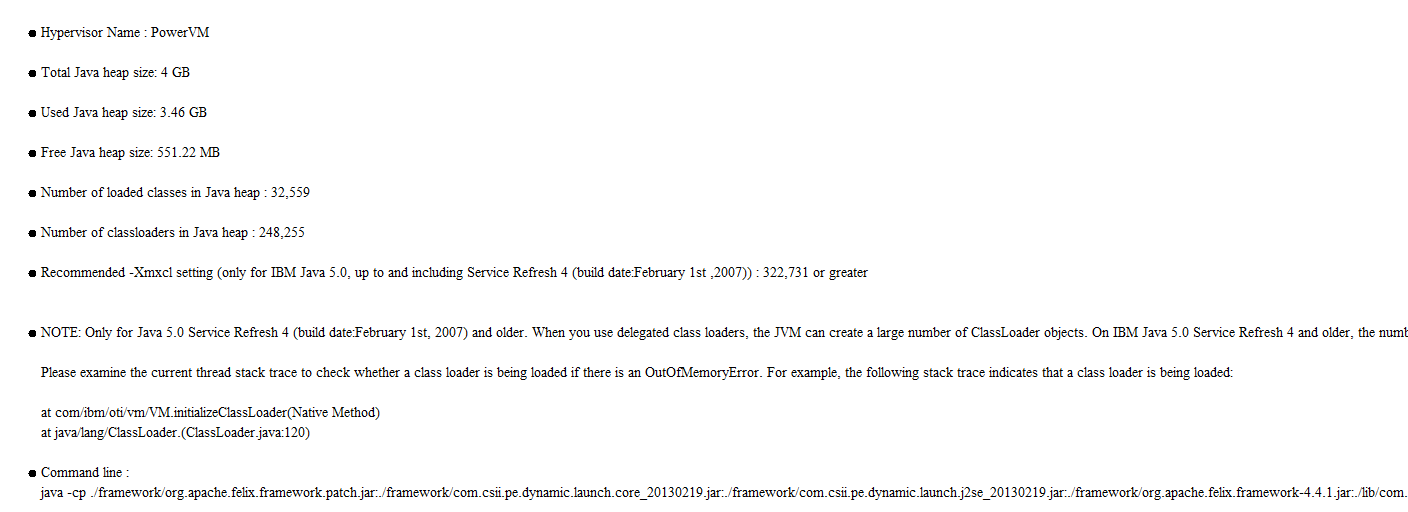 ● Hypervisor Name : PowerVM
● Total Java heap size: 4 GB
● Used Java heap size: 3.46 GB
● Free Java heap size: 551.22 MB
● Number of loaded classes in Java heap : 32,559
● Number of classloaders in Java heap : 248,255
● Recommended -Xmxcl setting (only for IBM Java 5.0, up to and including Service Refresh 4 (build date:February 1st ,2007)) : 322,731 or greater
● NOTE: Only for Java 5.0 Service Refresh 4 (build date:February 1st, 2007) and older. When you use delegated class loaders, the JVM can create a large number of ClassLoader objects. On IBM Java 5.0 Service Refresh 4 and older, the
Please examine the current thread stack trace to check whether a class loader is being loaded if there is an OutOfMemoryError. For example, the following stack trace indicates that a class loader is being loaded:
at com/ibm/oti/vm/VM.initializeClassLoader(Native Method)
at java/lang/ClassLoader.(ClassLoader.java:120)
● Command line :
java -cp ./framework/org.apache.felix.framework.patch.jar:./framework/com.csii.pe.dynamic.launch.core_20130219.jar:./framework/com.csii.pe.dynamic.launch.j2se_20130219.jar:./framework/org.apache.felix.framework-4.4.1.jar:./lib/com.